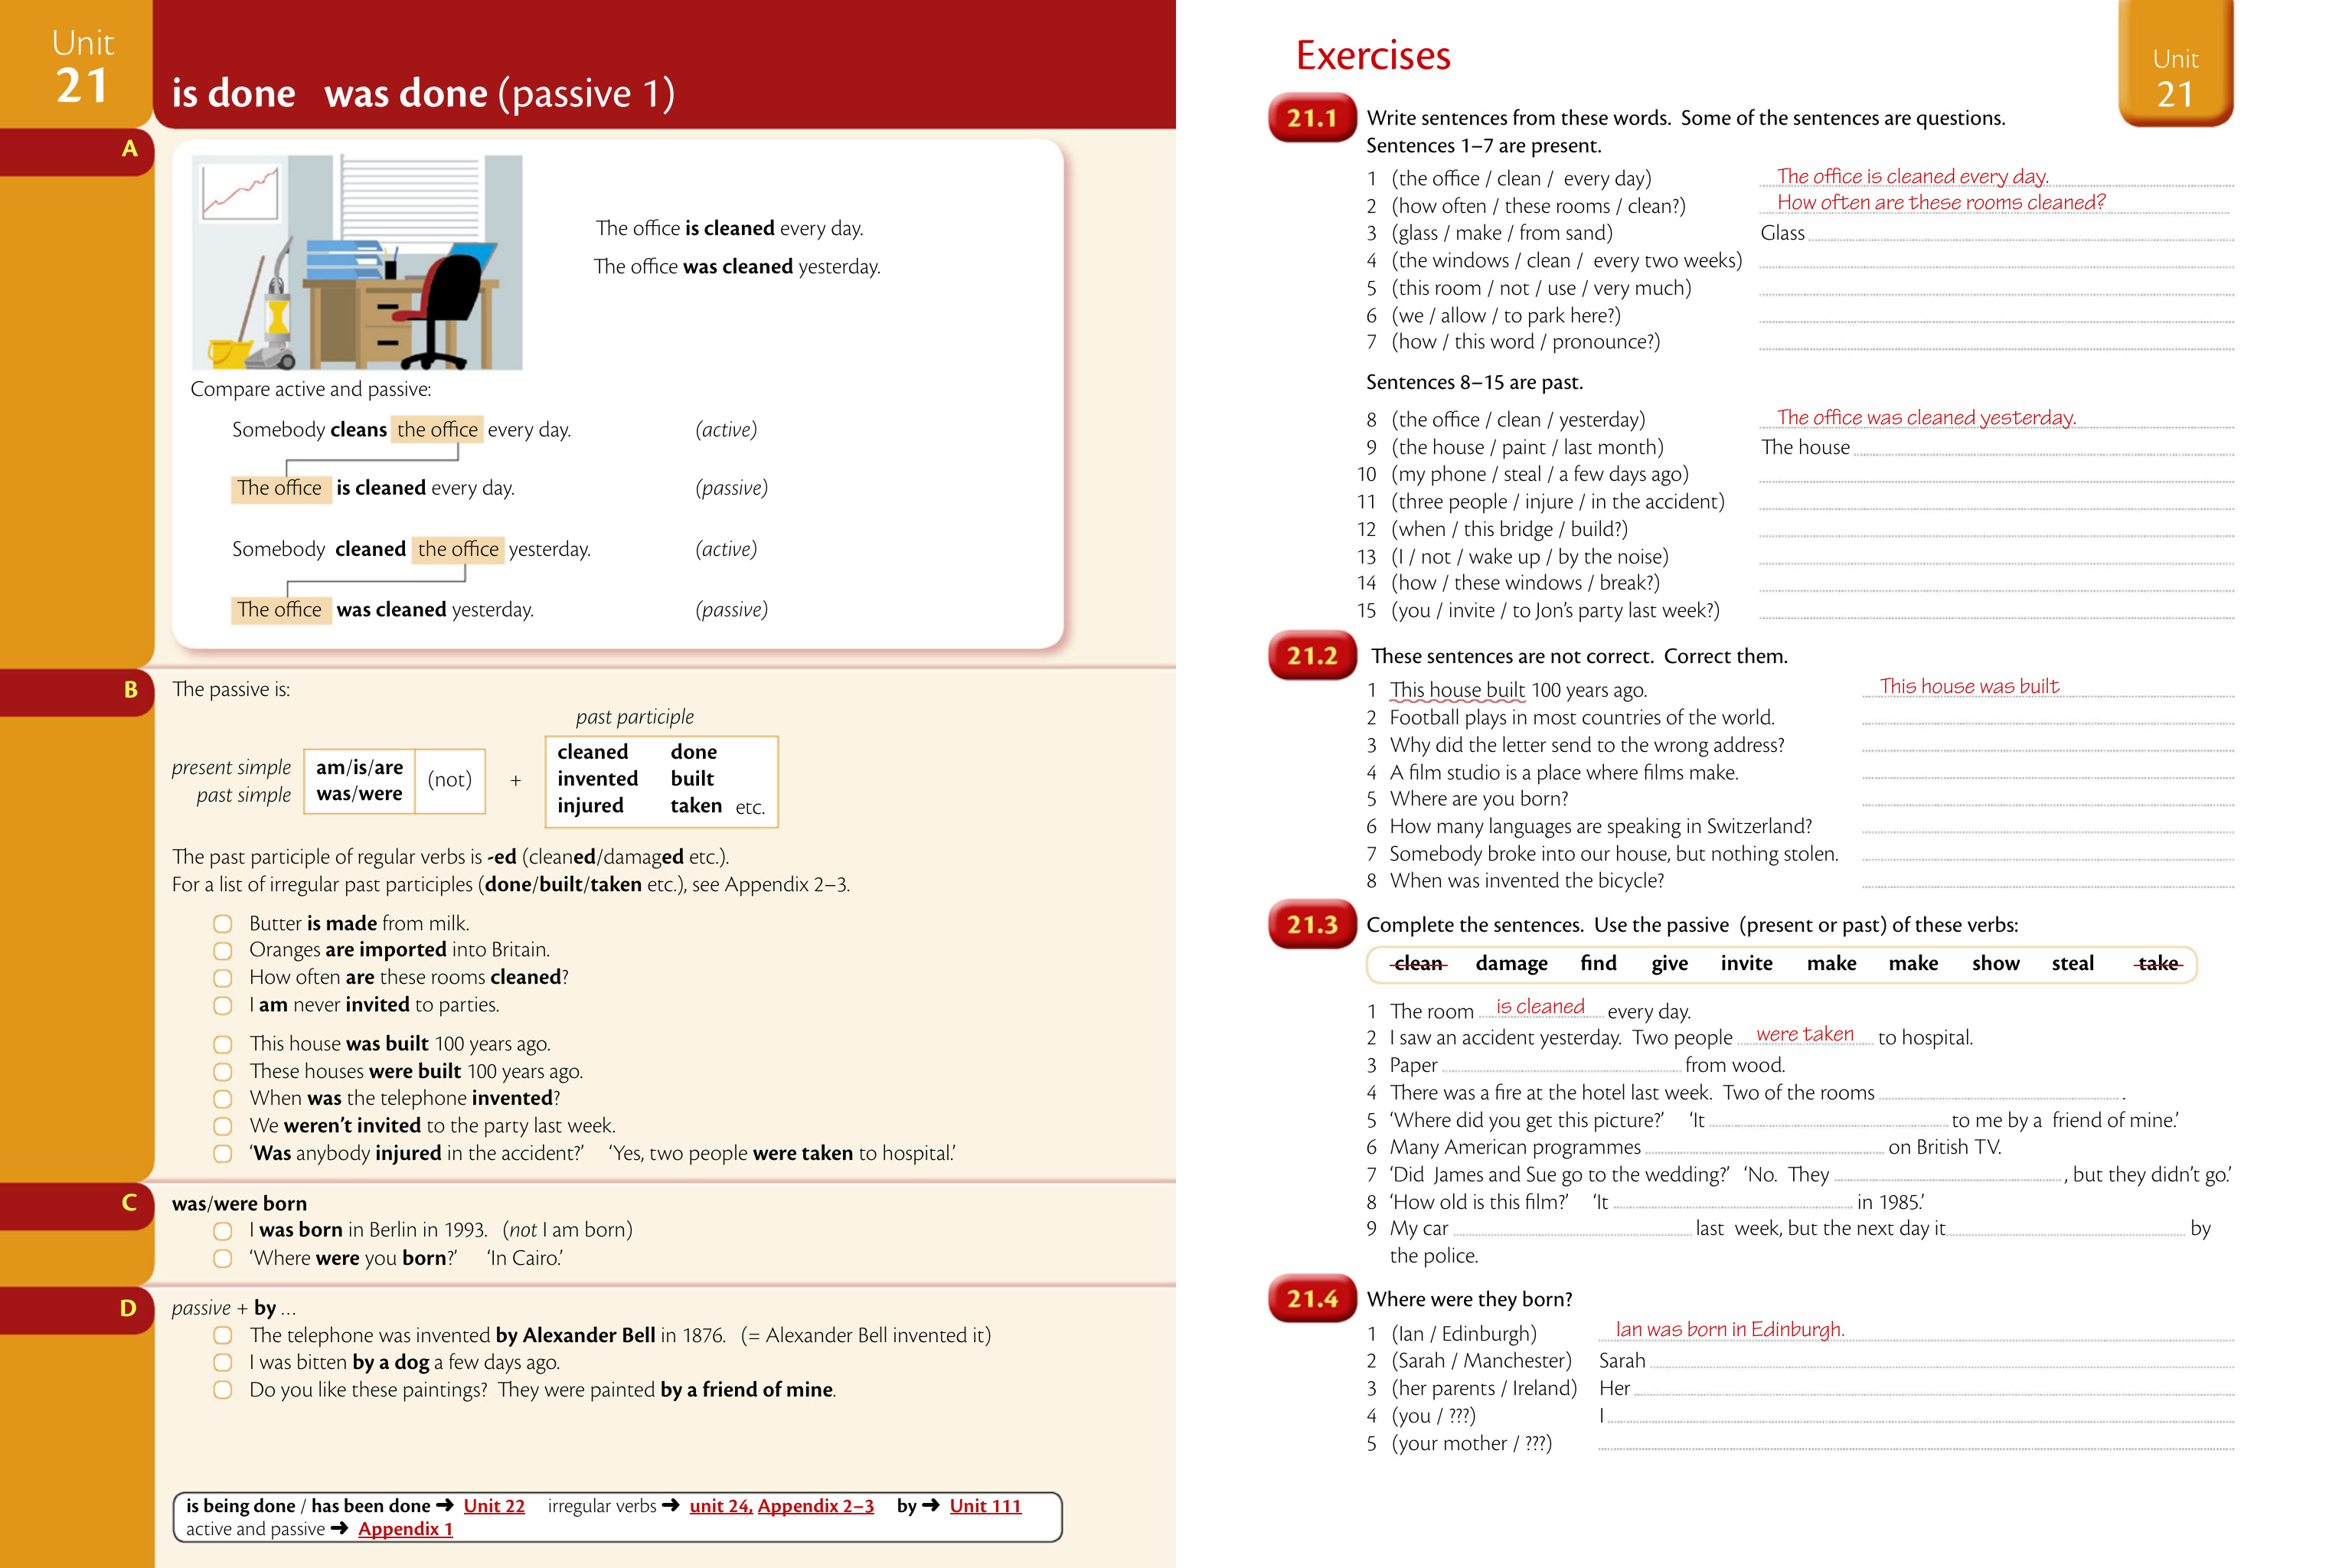 Unit
21
is done was done (passive 1)
A
The office is cleaned every day.
The office was cleaned yesterday.
Compare active and passive:
Somebody cleans the office every day. (active)
The office is cleaned every day. (passive)
Somebody cleaned the office yesterday. (active)
The office was cleaned yesterday. (passive)
B
The passive is:
past participle
present simple am/is/are (not) + cleaned done
past simple was/were invented built
injured taken etc.
The past participle of regular verbs is -ed (cleaned/damaged etc.).
For a list of irregular past participles (done/built/taken etc.), see Appendix 2–3.
Butter is made from milk.
Oranges are imported into Britain.
How often are these rooms cleaned?
I am never invited to parties.
This house was built 100 years ago.
These houses were built 100 years ago.
When was the telephone invented?
We weren't invited to the party last week.
'Was anybody injured in the accident?' 'Yes, two people were taken to hospital.'
C
was/were born
I was born in Berlin in 1993. (not I am born)
'Where were you born?' 'In Cairo.'
D
passive + by …
The telephone was invented by Alexander Bell in 1876. (= Alexander Bell invented it)
I was bitten by a dog a few days ago.
Do you like these paintings? They were painted by a friend of mine.
is being done / has been done ➜ Unit 22 irregular verbs ➜ unit 24, Appendix 2–3 by ➜ Unit 111
active and passive ➜ Appendix 1
Exercises
Unit
21
21.1 Write sentences from these words. Some of the sentences are questions.
Sentences 1–7 are present.
1 (the office / clean / every day) The office is cleaned every day.
2 (how often / these rooms / clean?) How often are these rooms cleaned?
3 (glass / make / from sand) Glass
4 (the windows / clean / every two weeks)
5 (this room / not / use / very much)
6 (we / allow / to park here?)
7 (how / this word / pronounce?)
Sentences 8–15 are past.
8 (the office / clean / yesterday) The office was cleaned yesterday.
9 (the house / paint / last month) The house
10 (my phone / steal / a few days ago)
11 (three people / injure / in the accident)
12 (when / this bridge / build?)
13 (I / not / wake up / by the noise)
14 (how / these windows / break?)
15 (you / invite / to Jon's party last week?)
21.2 These sentences are not correct. Correct them.
1 This house built 100 years ago. This house was built
2 Football plays in most countries of the world.
3 Why did the letter send to the wrong address?
4 A film studio is a place where films make.
5 Where are you born?
6 How many languages are speaking in Switzerland?
7 Somebody broke into our house, but nothing stolen.
8 When was invented the bicycle?
21.3 Complete the sentences. Use the passive (present or past) of these verbs:
clean damage find give invite make make show steal take
1 The room is cleaned every day.
2 I saw an accident yesterday. Two people were taken to hospital.
3 Paper from wood.
4 There was a fire at the hotel last week. Two of the rooms .
5 'Where did you get this picture?' 'It to me by a friend of mine.'
6 Many American programmes on British TV.
7 'Did James and Sue go to the wedding?' 'No. They , but they didn't go.'
8 'How old is this film?' 'It in 1985.'
9 My car last week, but the next day it by
the police.
21.4 Where were they born?
1 (Ian / Edinburgh) Ian was born in Edinburgh.
2 (Sarah / Manchester) Sarah
3 (her parents / Ireland) Her
4 (you / ???) I
5 (your mother / ???)